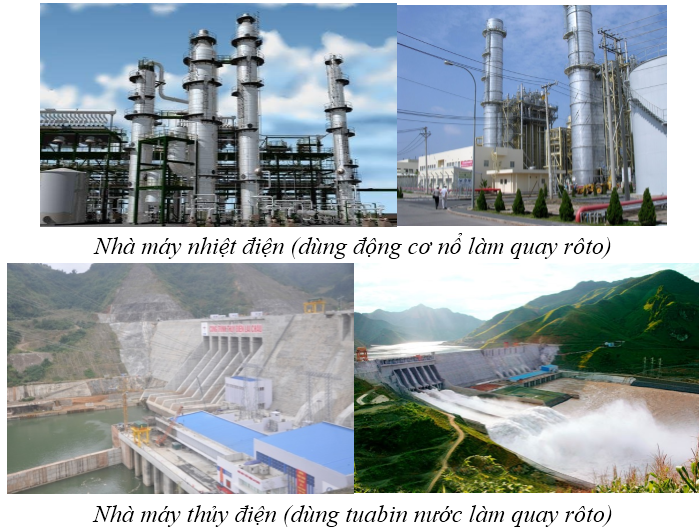 Nhà máy nhiệt điện (dùng động cơ nổ làm quay rôto)
Nhà máy thủy điện (dùng tuabin nước làm quay rôto)